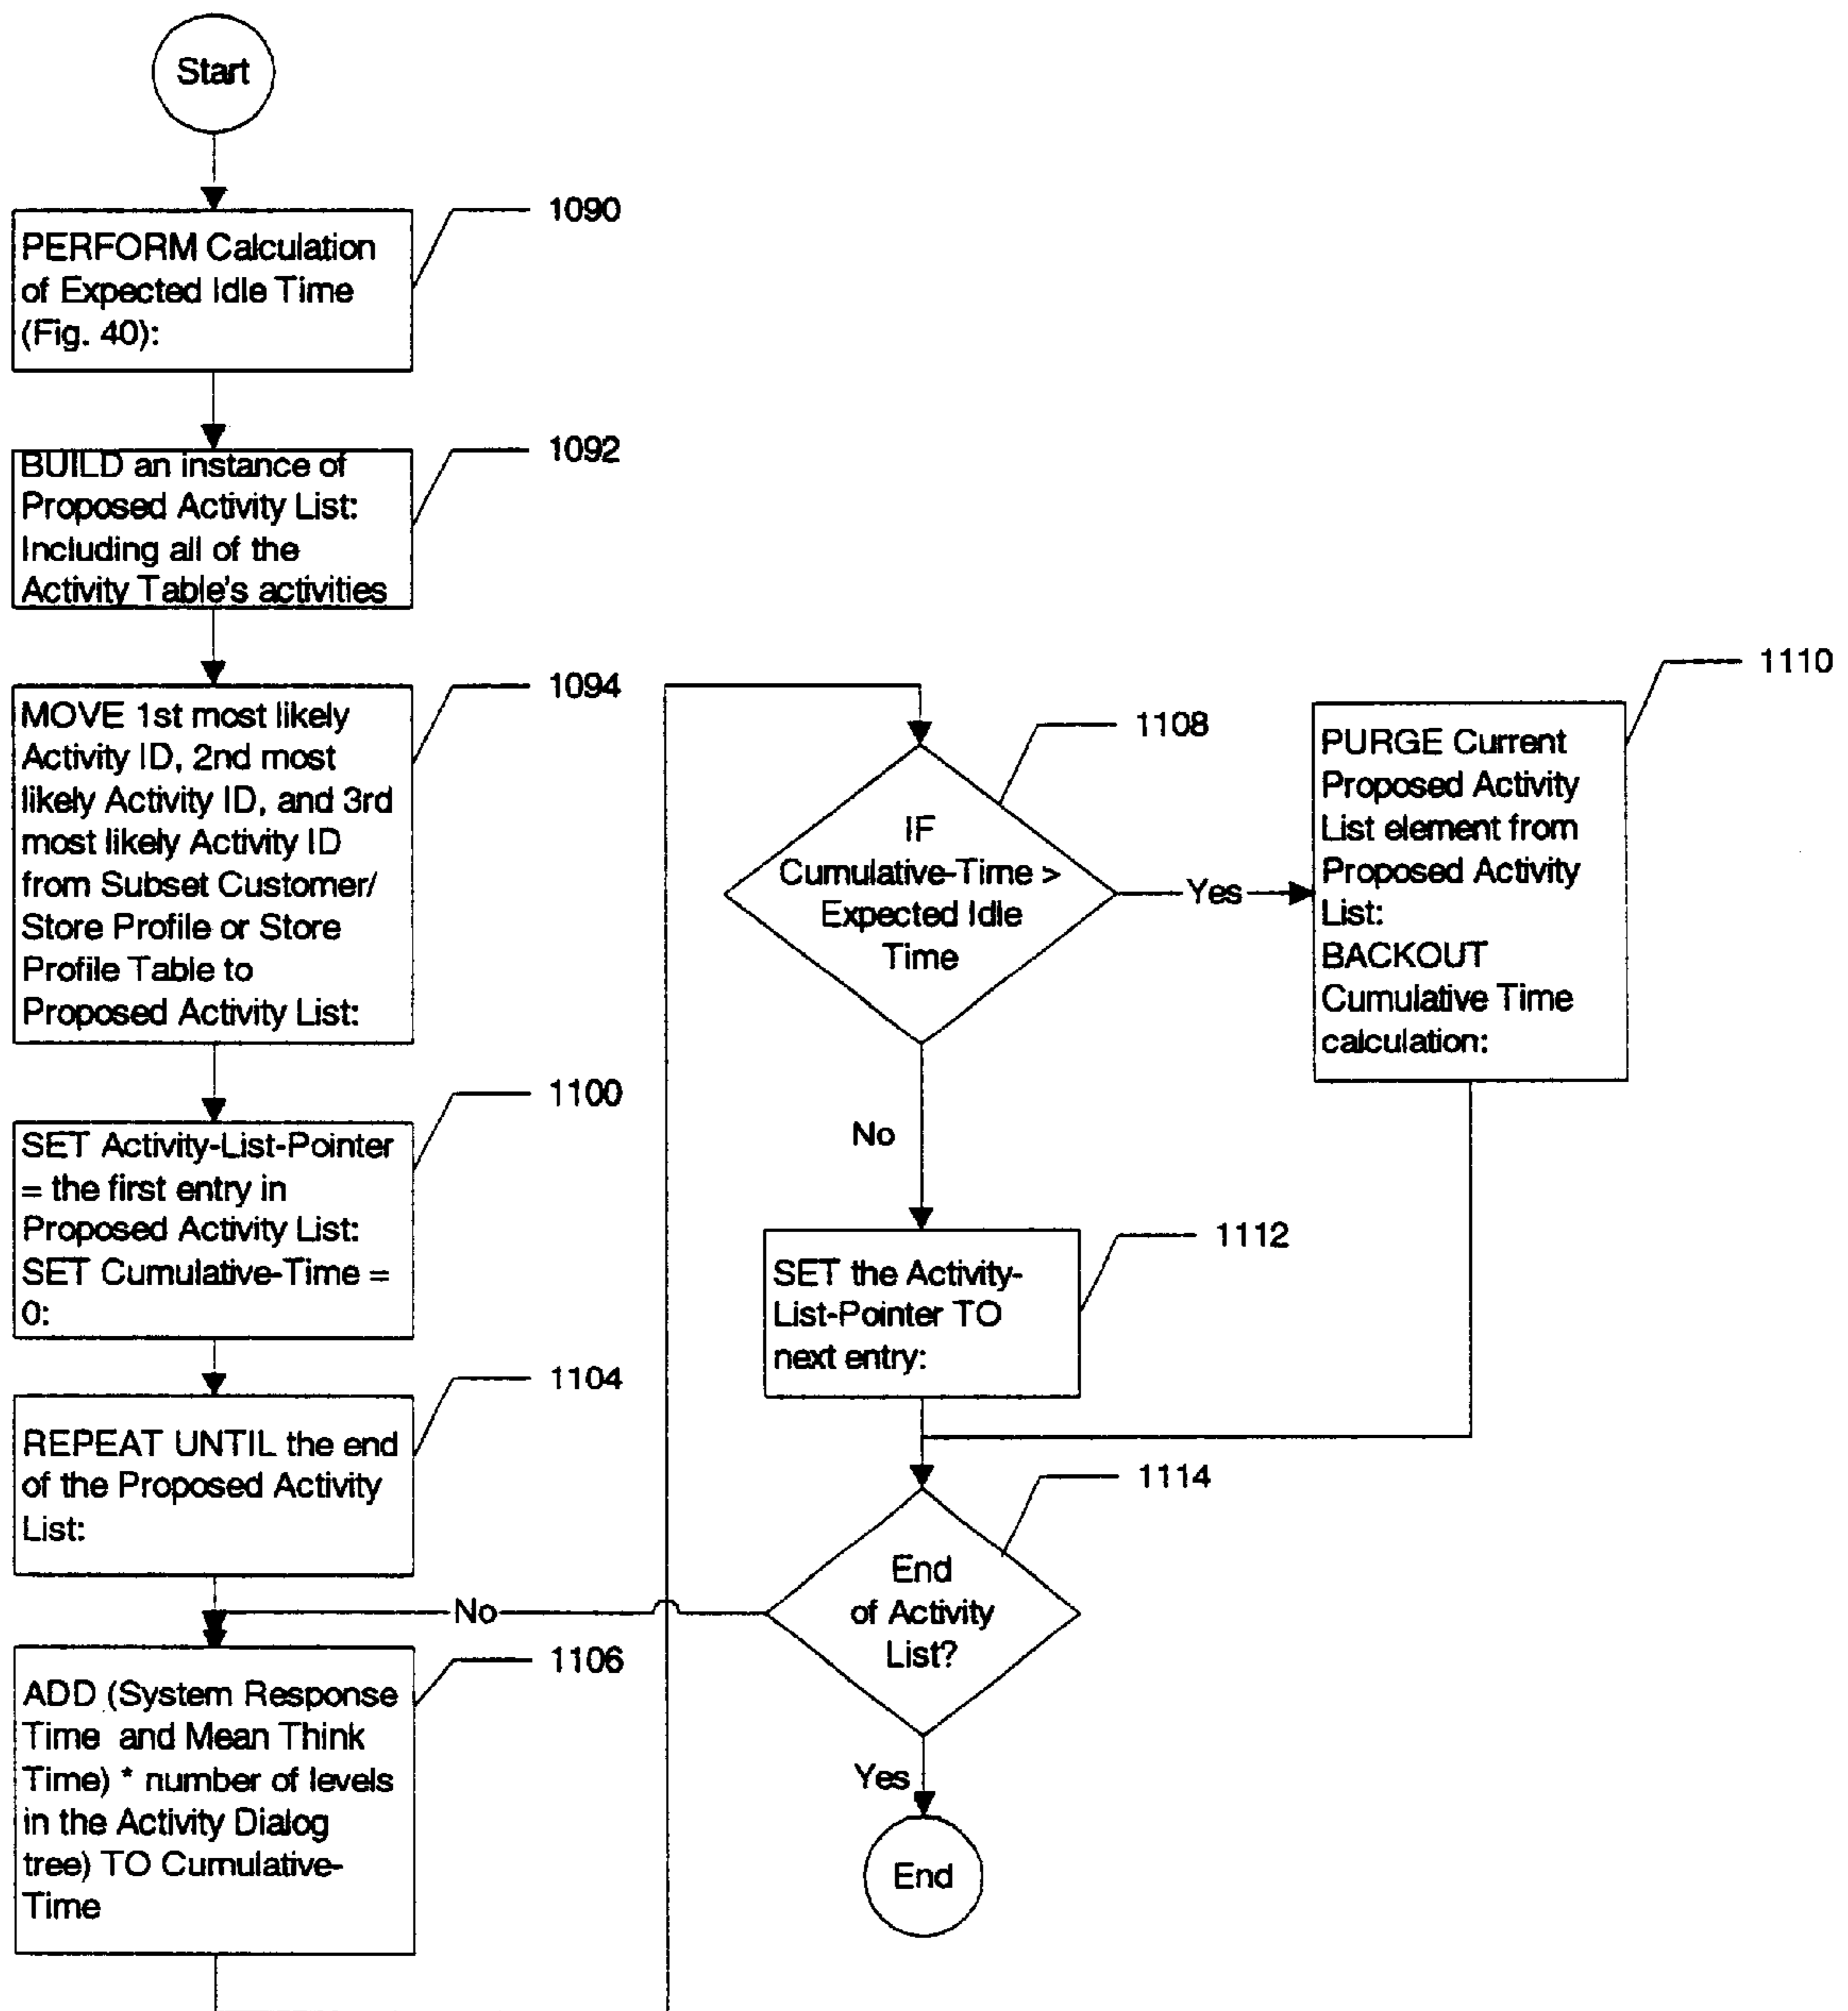 Start
1090
PERFORM Calculation
of Expected Idle Time
(Fig. 40):
1092
BUILD an instance of
Proposed Activity List:
Including all of the
Activity Table's activities
1094
MOVE 1st most likely
Activity ID, 2nd most
likely Activity ID, and 3rd
most likely Activity ID
from Subset Customer/
Store Profile or Store
Profile Table to
Proposed Activity List:
1100
SET Activity-List-Pointer
= the first entry in
Proposed Activity List:
SET Cumulative-Time =
0:
1104
REPEAT UNTIL the end
of the Proposed Activity
List:
1106
ADD (System Response
Time and Mean Think
Time) * number of levels
in the Activity Dialog
tree) TO Cumulative-
Time
1108
IF
Cumulative-Time >
Expected Idle
Time
Yes
1110
PURGE Current
Proposed Activity
List element from
Proposed Activity
List:
BACKOUT
Cumulative Time
calculation:
No
1112
SET the Activity-
List-Pointer TO
next entry:
1114
End
of Activity
List?
No
Yes
End